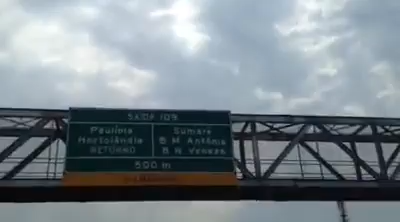 SAÍDA 109
Paulínia
Hortolândia
RETORNO
Sumaré
B. M. Antônia
B. N. Veneza
500 m